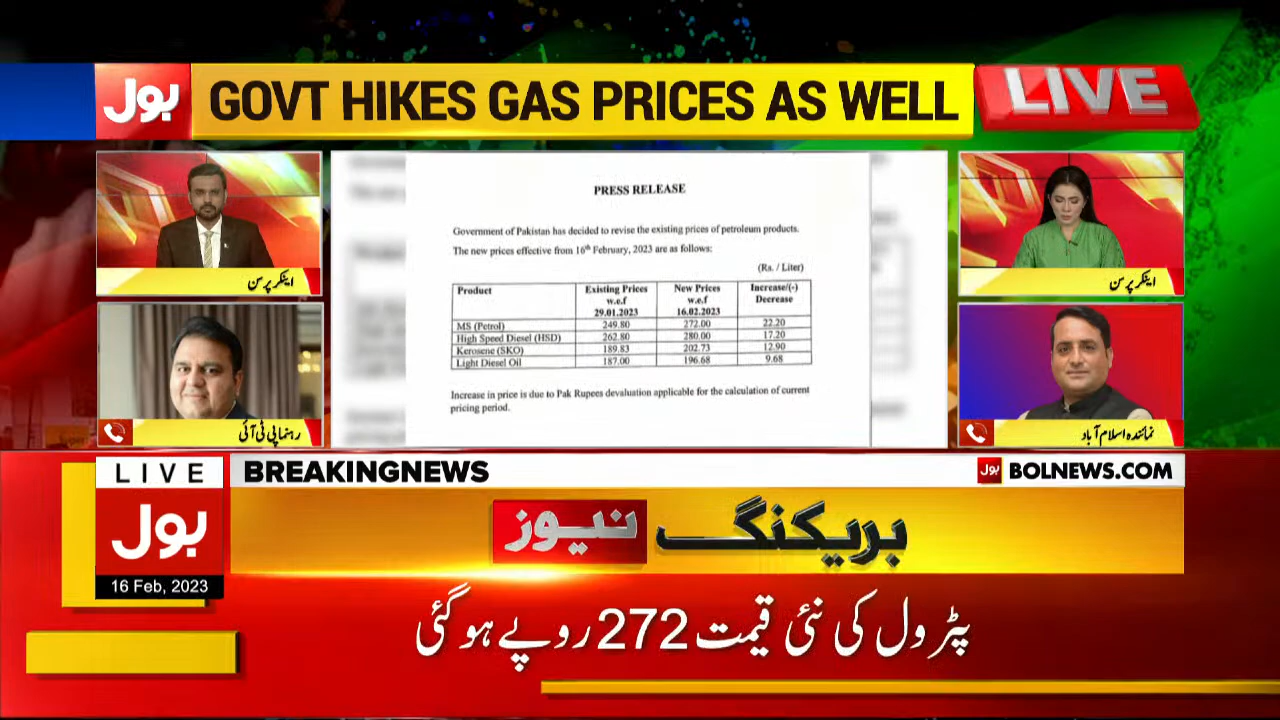 بول
GOVT HIKES GAS PRICES AS WELL
LIVE
اینکر پرسن
PRESS RELEASE
Government of Pakistan has decided to revise the existing prices of petroleum products.
The new prices effective from 16th February, 2023 are as follows:
(Rs. / Liter)
Product Existing Prices w.e.f 29.01.2023 New Prices w.e.f 16.02.2023 Increase/(-) Decrease
MS (Petrol) 249.80 272.00 22.20
High Speed Diesel (HSD) 262.80 280.00 17.20
Kerosene (SKO) 189.83 202.73 12.90
Light Diesel Oil 187.00 196.68 9.68
Increase in price is due to Pak Rupees devaluation applicable for the calculation of current
pricing period.
اینکر پرسن
رہنما پی ٹی آئی
نمائندہ اسلام آباد
LIVE
BREAKINGNEWS
بول
BOLNEWS.COM
بول
بریکنگ نیوز
16 Feb, 2023
پٹرول کی نئی قیمت 272 روپے ہوگئی